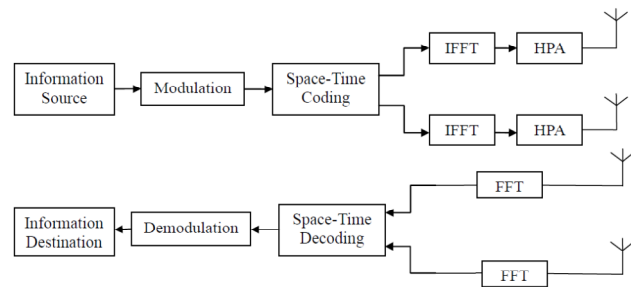 IFFT
HPA
Information
Source
Modulation
Space-Time
Coding
IFFT
HPA
FFT
Information
Destination
Demodulation
Space-Time
Decoding
FFT